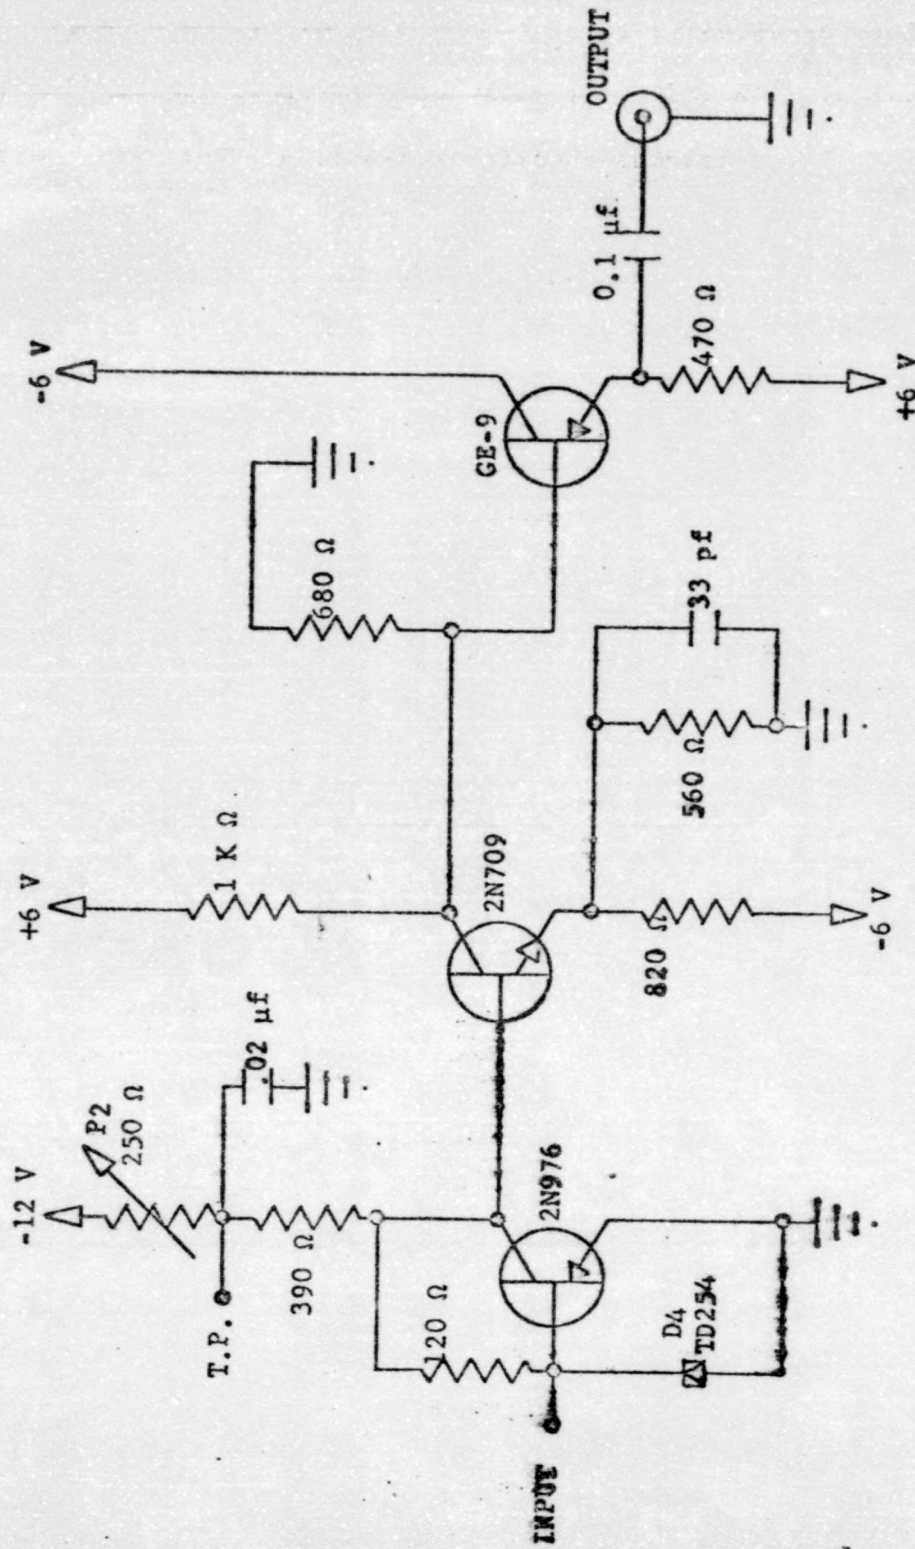 -12 V
P2
250 Ω
T.P.
.02 µf
390 Ω
120 Ω
INPUT
2N976
D4
TD254
+6 V
1 K Ω
2N709
820 Ω
-6 V
560 Ω
33 pf
680 Ω
-6 V
GE-9
470 Ω
+6 V
0.1 µf
OUTPUT